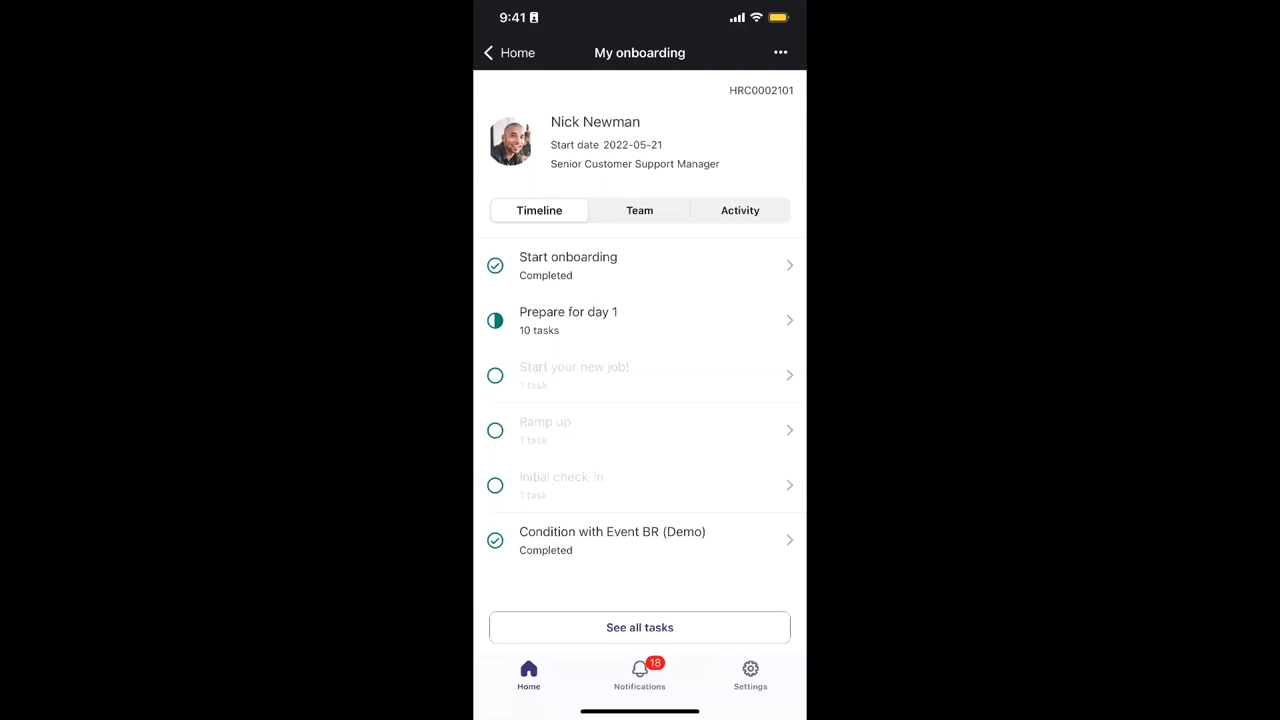 9:41
Home
My onboarding
HRC0002101
Nick Newman
Start date 2022-05-21
Senior Customer Support Manager
Timeline
Team
Activity
Start onboarding
Completed
Prepare for day 1
10 tasks
Start your new job!
1 task
Ramp up
1 task
Initial check-in
1 task
Condition with Event BR (Demo)
Completed
See all tasks
18
Home
Notifications
Settings